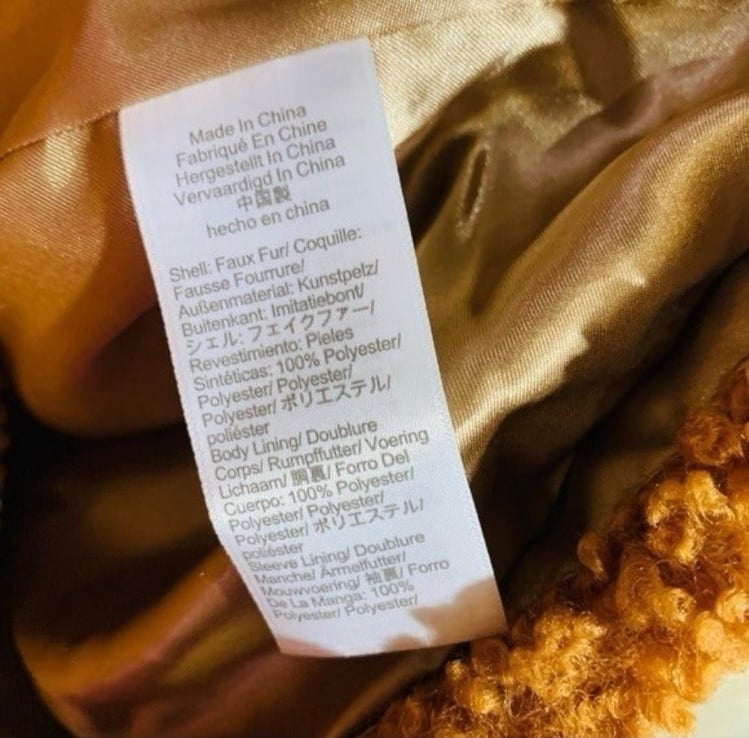 Made In China
Fabriqué En Chine
Hergestellt In China
Vervaardigd In China
中国製
hecho en china
Shell: Faux Fur/ Coquille:
Fausse Fourrure/
Außenmaterial: Kunstpelz/
Buitenkant: Imitatiebont/
シェル: フェイクファー/
Revestimiento: Pieles
Sintéticas: 100% Polyester/
Polyester/ Polyester/
Polyester/ ポリエステル/
poliéster
Body Lining/ Doublure
Corps/ Rumpffutter/ Voering
Lichaam/ 胴裏/ Forro Del
Cuerpo: 100% Polyester/
Polyester/ Polyester/
Polyester/ ポリエステル/
poliéster
Sleeve Lining/ Doublure
Manche/ Ärmelfutter/
Mouwvoering/ 袖裏/ Forro
De La Manga: 100%
Polyester/ Polyester/